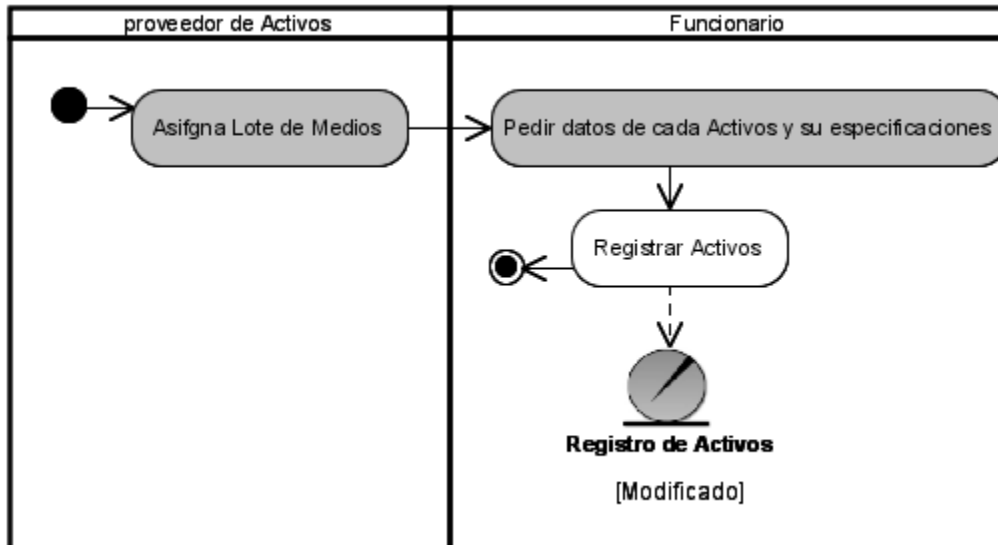 proveedor de Activos
Funcionario
Asifgna Lote de Medios
Pedir datos de cada Activos y su especificaciones
Registrar Activos
Registro de Activos
[Modificado]